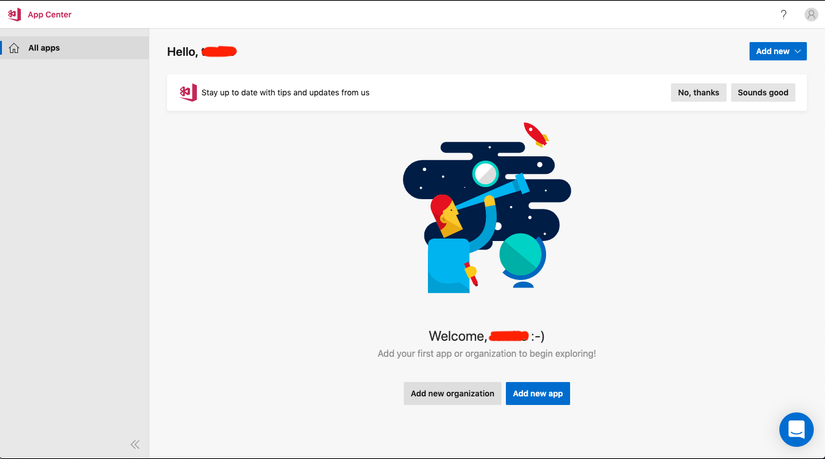 App Center
?
All apps
Hello,
Add new
Stay up to date with tips and updates from us
No, thanks
Sounds good
Welcome, :-)
Add your first app or organization to begin exploring!
Add new organization
Add new app